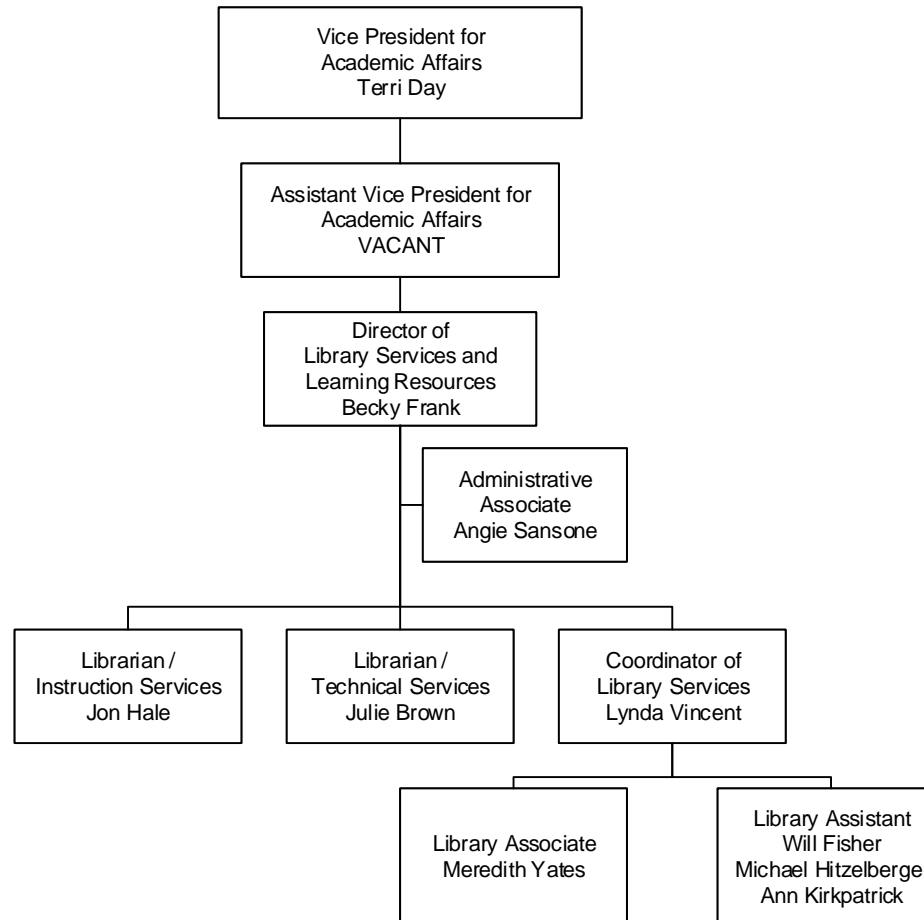 Vice President for
Academic Affairs
Terri Day
Assistant Vice President for
Academic Affairs
VACANT
Director of
Library Services and
Learning Resources
Becky Frank
Administrative
Associate
Angie Sansone
Librarian /
Instruction Services
Jon Hale
Librarian /
Technical Services
Julie Brown
Coordinator of
Library Services
Lynda Vincent
Library Associate
Meredith Yates
Library Assistant
Will Fisher
Michael Hitzelberge
Ann Kirkpatrick